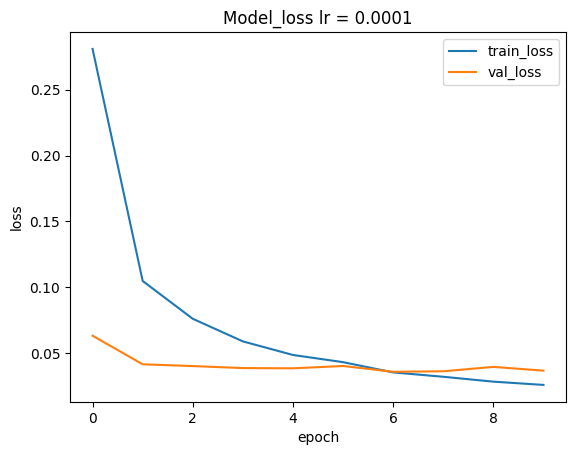 Model_loss lr = 0.0001
train_loss
val_loss
0.25
0.20
0.15
0.10
0.05
loss
0 2 4 6 8
epoch